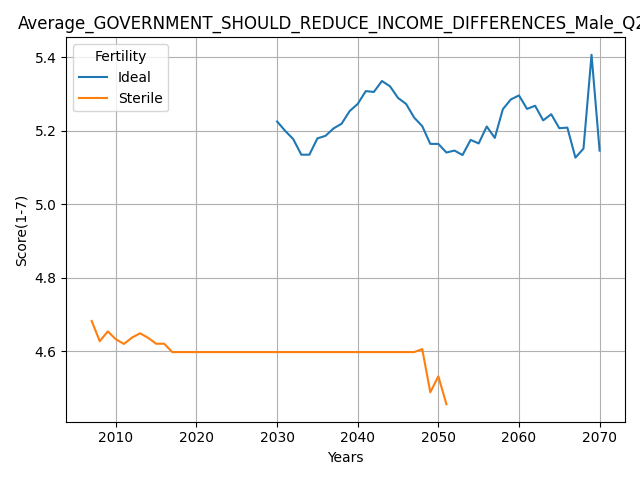 Average_GOVERNMENT_SHOULD_REDUCE_INCOME_DIFFERENCES_Male_Q2
Fertility
Ideal
Sterile
Score(1-7)
5.4
5.2
5.0
4.8
4.6
2010 2020 2030 2040 2050 2060 2070
Years